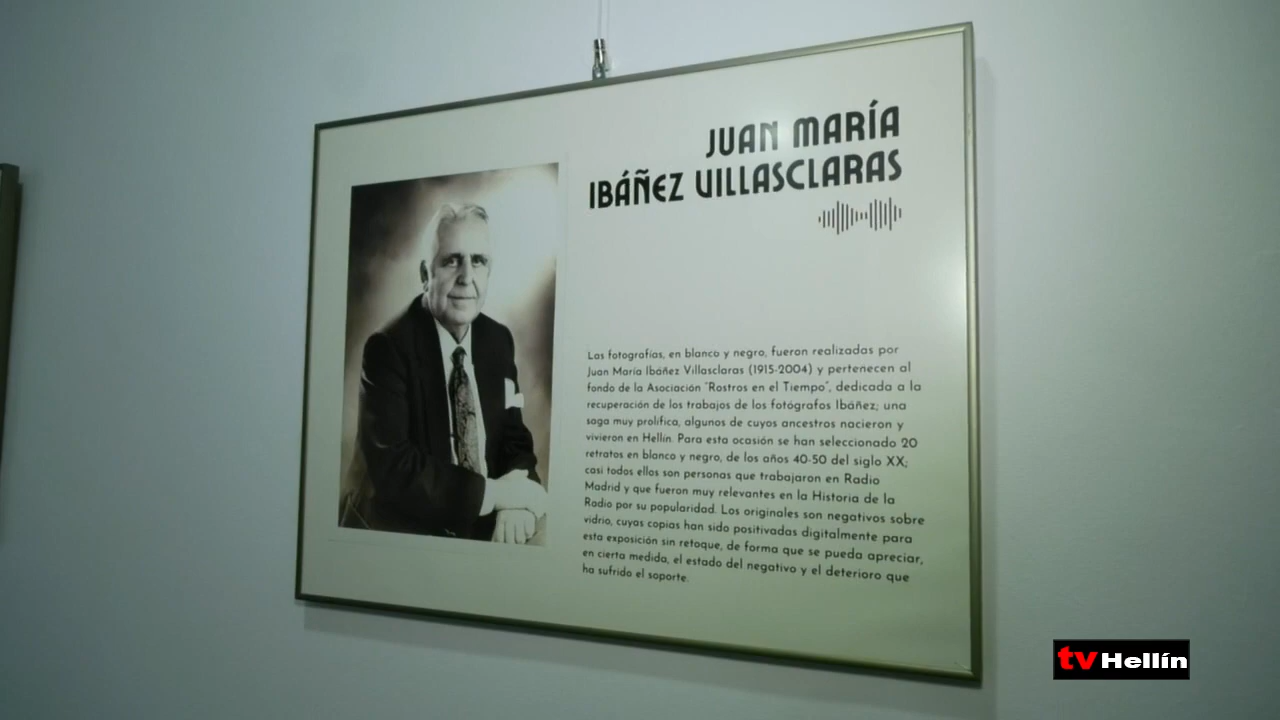 JUAN MARÍA
IBÁÑEZ VILLASCLARAS
Las fotografías, en blanco y negro, fueron realizadas por
Juan María Ibáñez Villasclaras (1915-2004) y pertenecen al
fondo de la Asociación "Rostros en el Tiempo", dedicada a la
recuperación de los trabajos de los fotógrafos Ibáñez; una
saga muy prolífica, algunos de cuyos ancestros nacieron y
vivieron en Hellín. Para esta ocasión se han seleccionado 20
retratos en blanco y negro, de los años 40-50 del siglo XX;
casi todos ellos son personas que trabajaron en Radio
Madrid y que fueron muy relevantes en la Historia de la
Radio por su popularidad. Los originales son negativos sobre
vidrio, cuyas copias han sido positivadas digitalmente para
esta exposición sin retoque, de forma que se pueda apreciar,
en cierta medida, el estado del negativo y el deterioro que
ha sufrido el soporte.
tvHellín